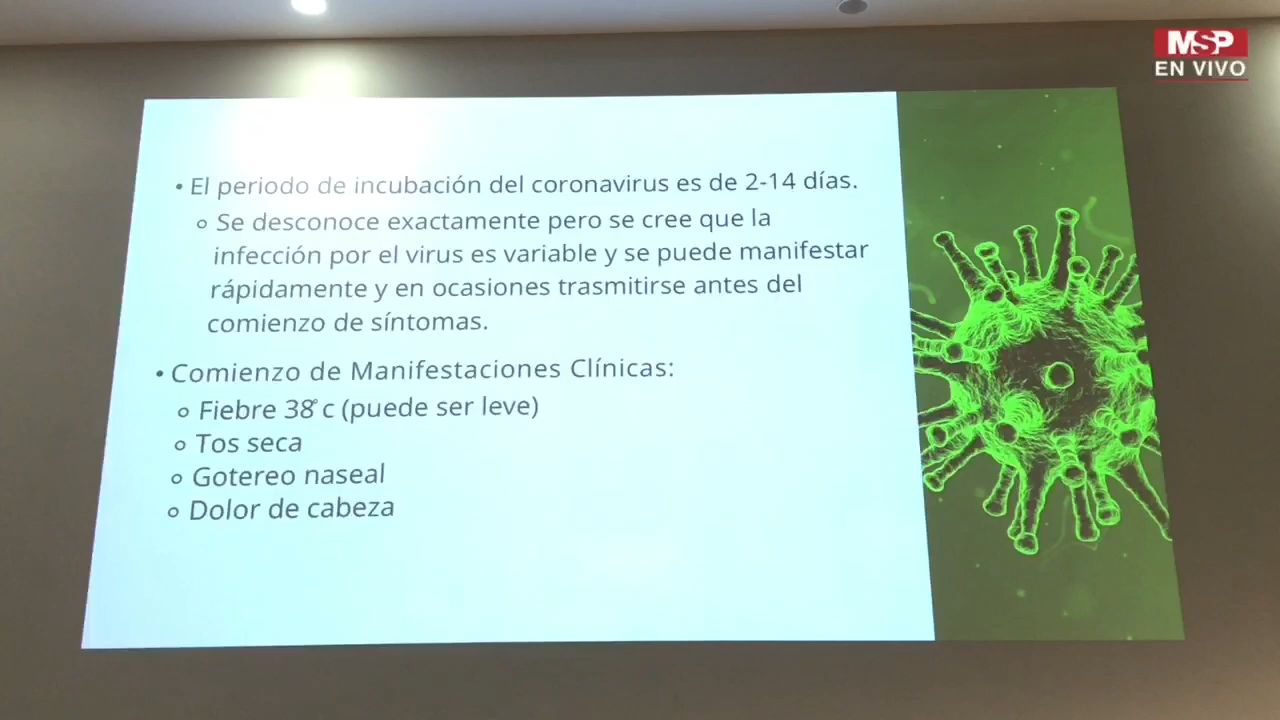 MSP
EN VIVO
• El periodo de incubación del coronavirus es de 2-14 días.
o Se desconoce exactamente pero se cree que la
infección por el virus es variable y se puede manifestar
rápidamente y en ocasiones trasmitirse antes del
comienzo de síntomas.
• Comienzo de Manifestaciones Clínicas:
o Fiebre 38° c (puede ser leve)
o Tos seca
o Gotereo naseal
o Dolor de cabeza